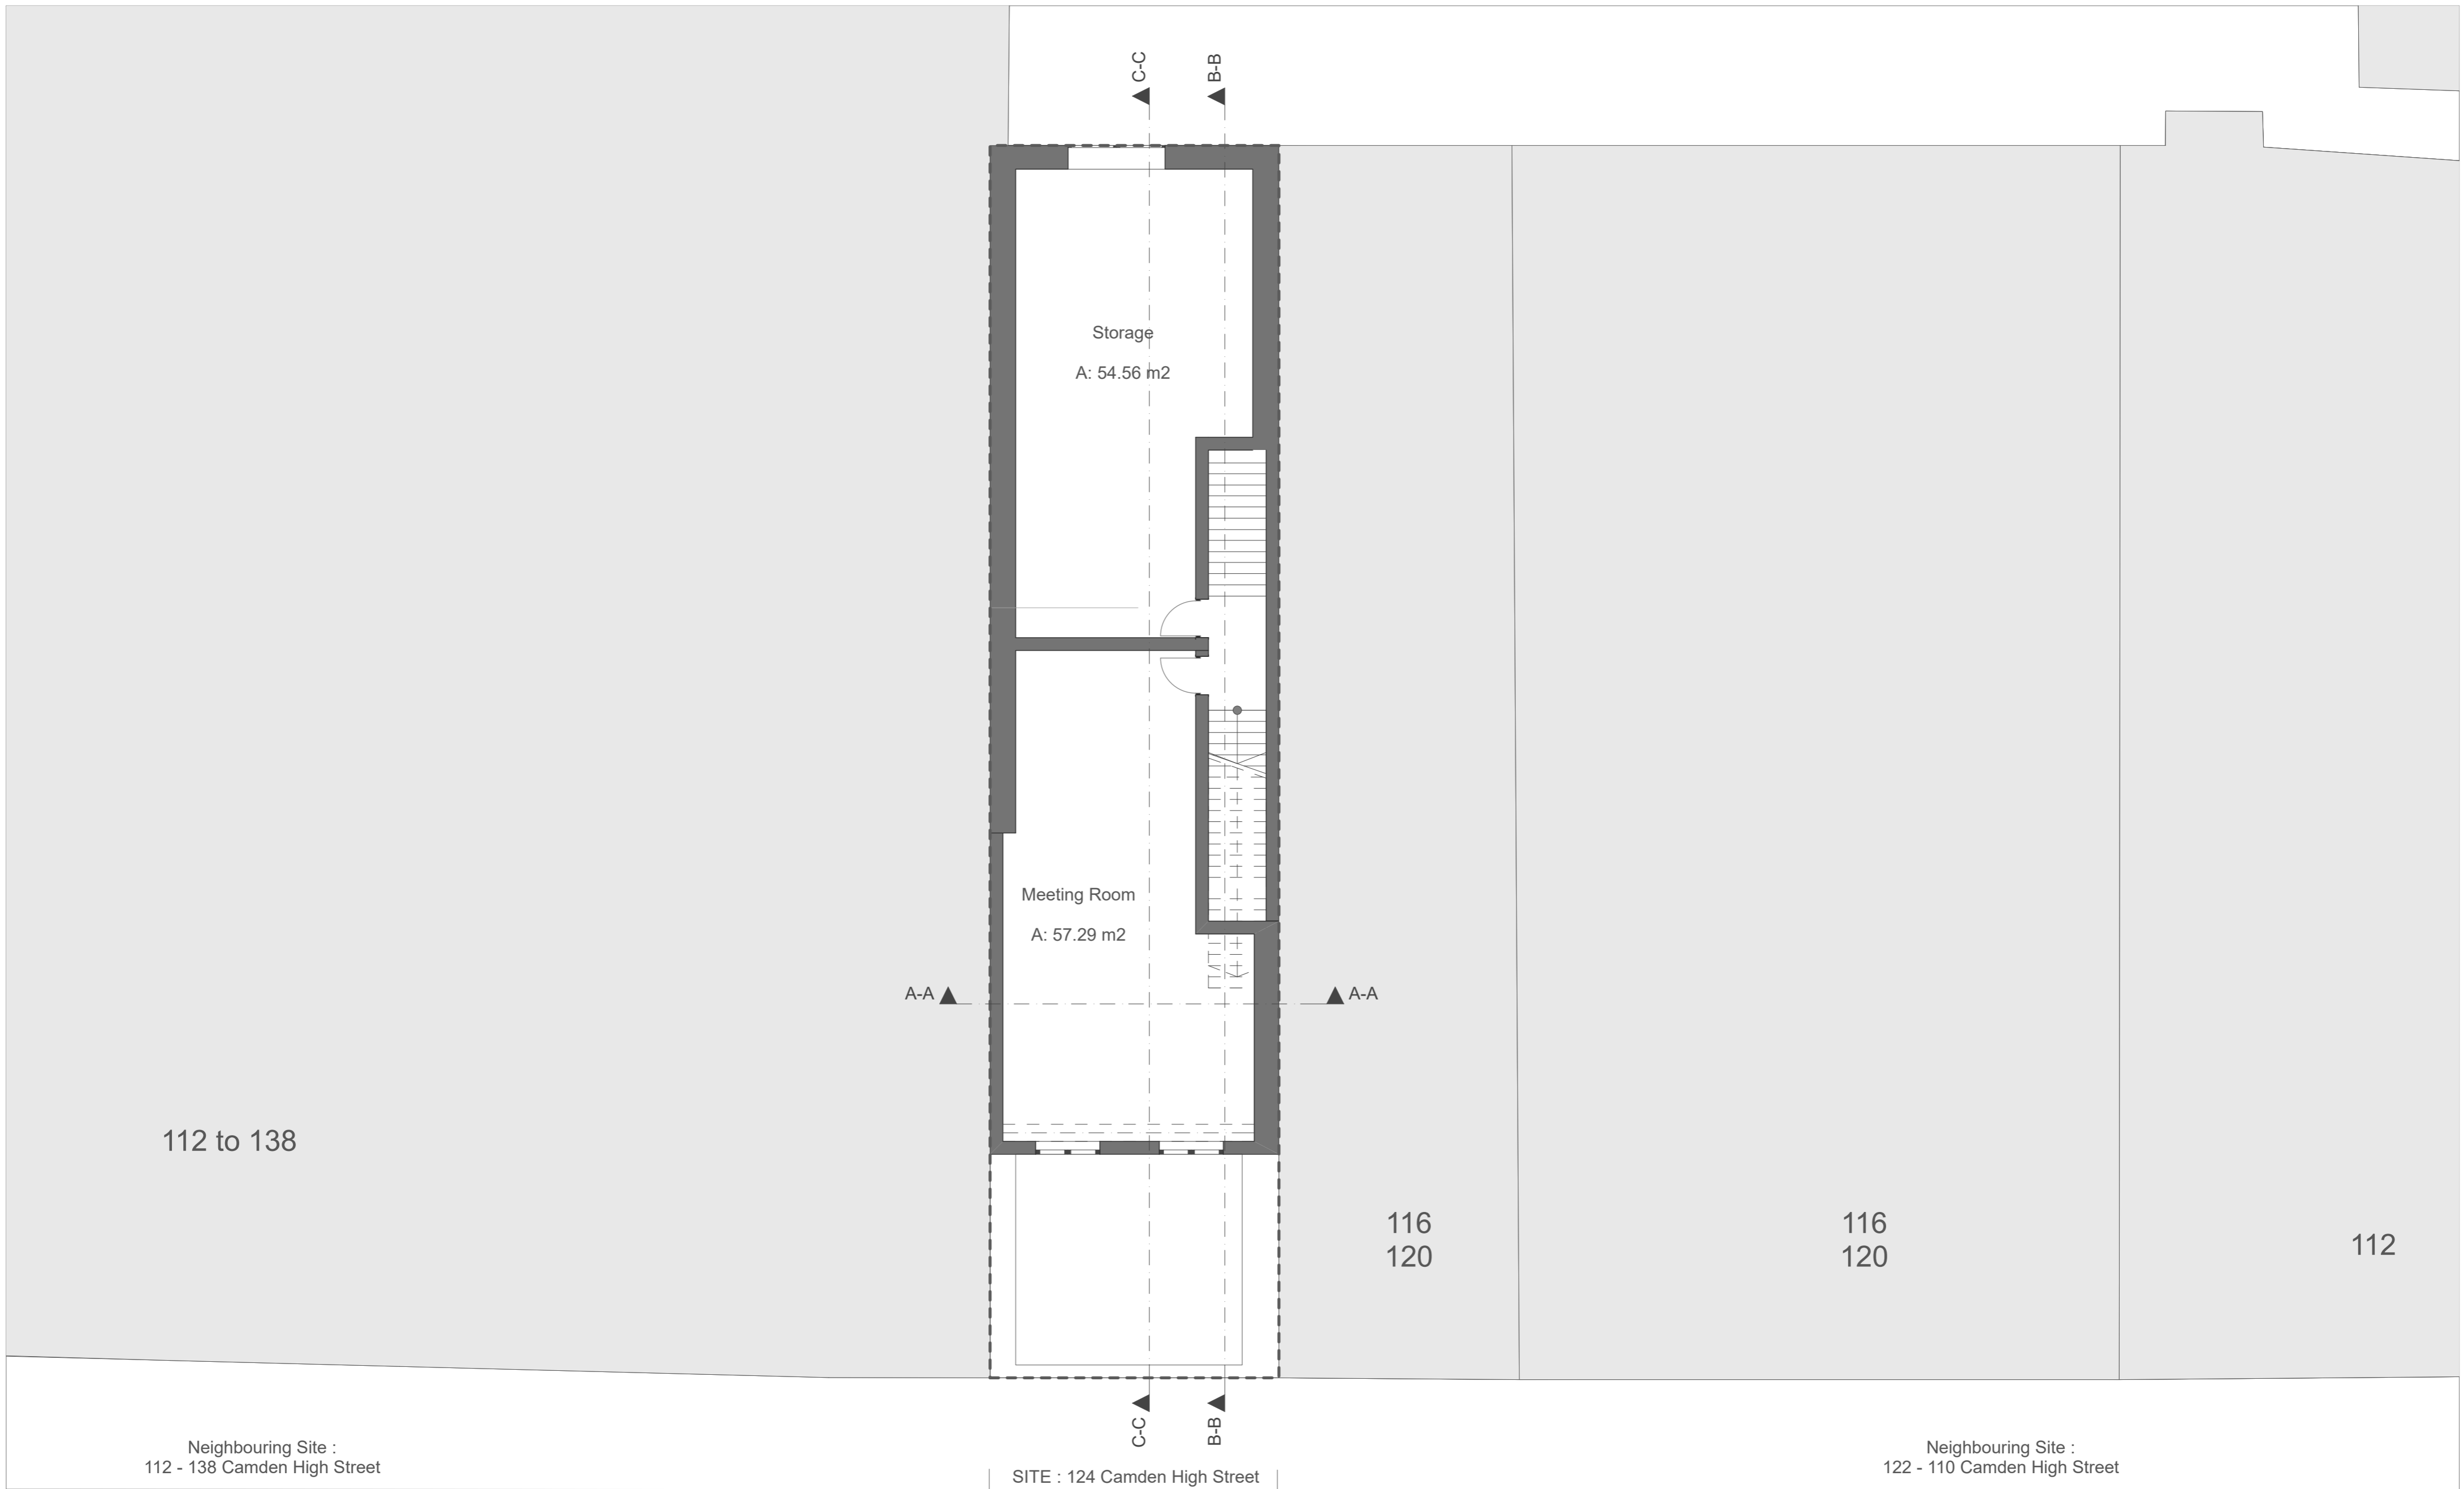 C-C
B-B
Storage
A: 54.56 m2
Meeting Room
A: 57.29 m2
A-A
A-A
112 to 138
116
120
116
120
112
C-C
B-B
Neighbouring Site :
112 - 138 Camden High Street
SITE : 124 Camden High Street
Neighbouring Site :
122 - 110 Camden High Street